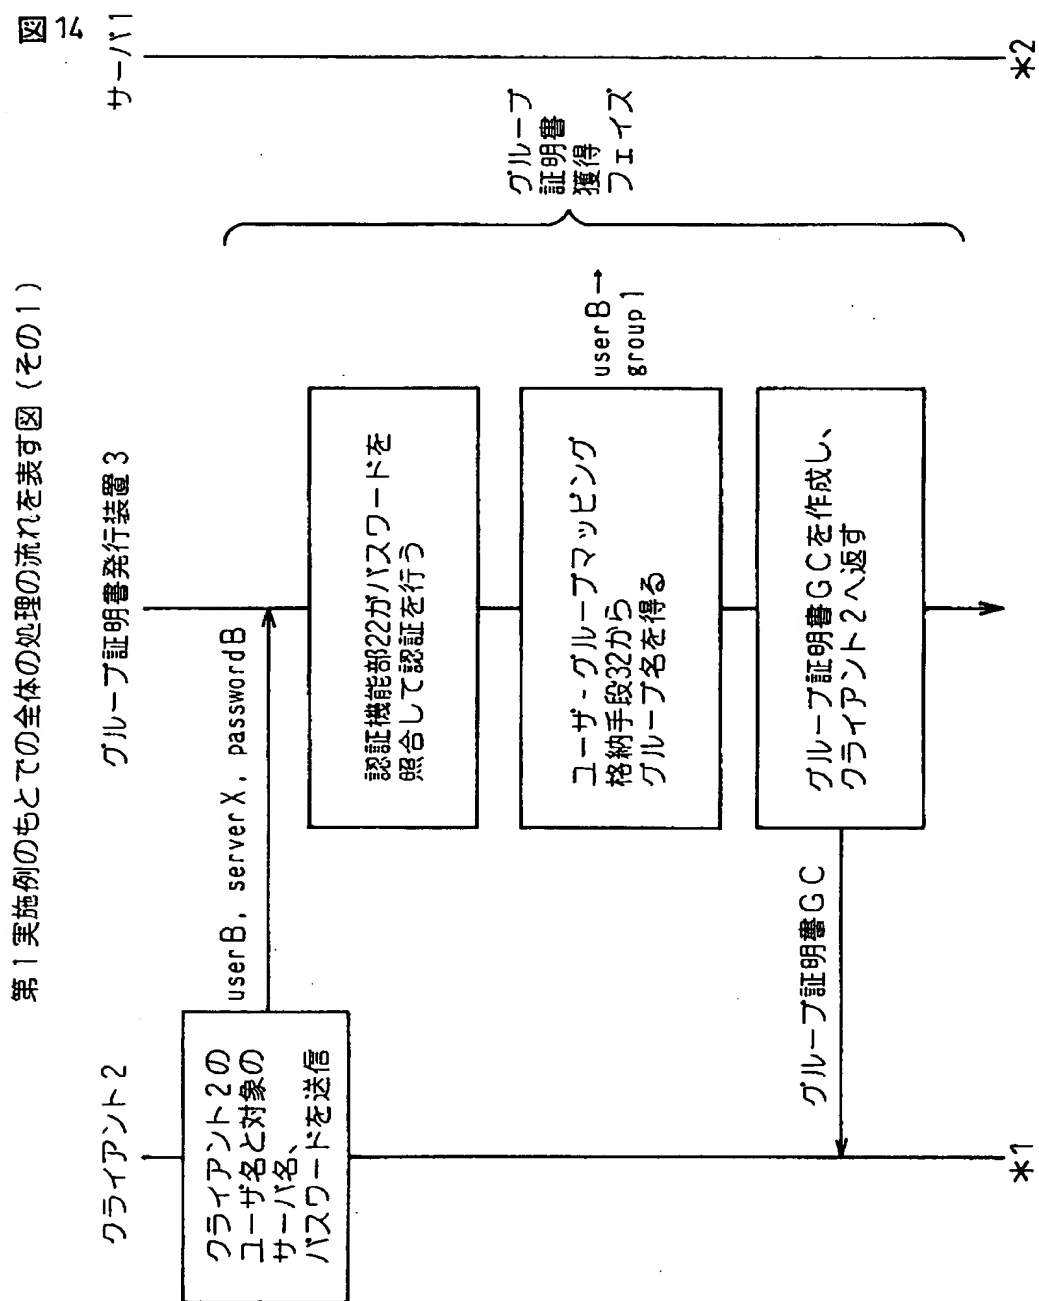 図14
第1実施例のもとでの全体の処理の流れを表す図（その1）
クライアント2
グループ証明書発行装置3
サーバ1
クライアント2の
ユーザ名と対象の
サーバ名、
パスワードを送信
userB, serverX, passwordB
認証機能部22がパスワードを
照合して認証を行う
ユーザ-グループマッピング
格納手段32から
グループ名を得る
userB→
group1
グループ証明書GCを作成し、
クライアント2へ返す
グループ証明書GC
グループ
証明書
獲得
フェイズ
*1
*2